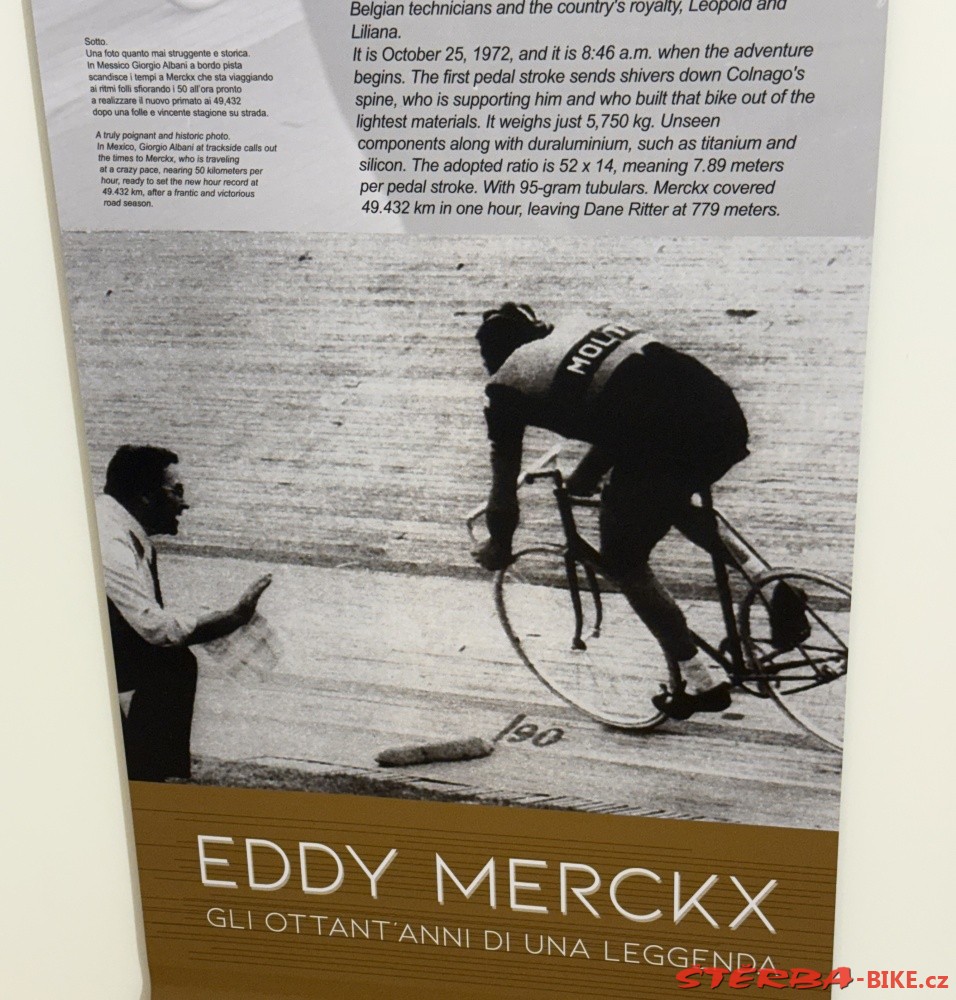 Belgian technicians and the country's royalty, Leopold and
Liliana.
It is October 25, 1972, and it is 8:46 a.m. when the adventure
begins. The first pedal stroke sends shivers down Colnago's
spine, who is supporting him and who built that bike out of the
lightest materials. It weighs just 5,750 kg. Unseen
components along with duraluminium, such as titanium and
silicon. The adopted ratio is 52 x 14, meaning 7.89 meters
per pedal stroke. With 95-gram tubulars. Merckx covered
49.432 km in one hour, leaving Dane Ritter at 779 meters.
Sotto.
Una foto quanto mai struggente e storica.
In Messico Giorgio Albani a bordo pista
scandisce i tempi a Merckx che sta viaggiando
ai ritmi folli sfiorando i 50 all'ora pronto
a realizzare il nuovo primato ai 49,432
dopo una folle e vincente stagione su strada.
A truly poignant and historic photo.
In Mexico, Giorgio Albani at trackside calls out
the times to Merckx, who is traveling
at a crazy pace, nearing 50 kilometers per
hour, ready to set the new hour record at
49.432 km, after a frantic and victorious
road season.
MOLT
190
EDDY MERCKX
GLI OTTANT'ANNI DI UNA LEGGENDA
STERBA-BIKE.cz